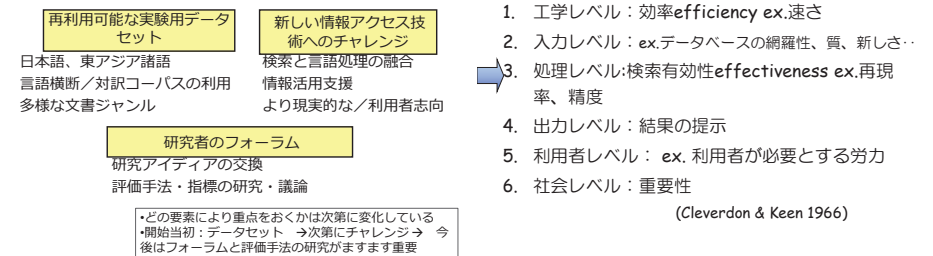 再利用可能な実験用データ
セット
日本語、東アジア諸語
言語横断／対訳コーパスの利用
多様な文書ジャンル
新しい情報アクセス技
術へのチャレンジ
検索と言語処理の融合
情報活用支援
より現実的な／利用者志向
研究者のフォーラム
研究アイディアの交換
評価手法・指標の研究・議論
•どの要素により重点をおくかは次第に変化している
•開始当初：データセット　→次第にチャレンジ→　今
後はフォーラムと評価手法の研究がますます重要
1. 工学レベル：効率efficiency ex.速さ
2. 入力レベル：ex.データベースの網羅性、質、新しさ‥
3. 処理レベル:検索有効性effectiveness ex.再現
率、精度
4. 出力レベル：結果の提示
5. 利用者レベル： ex. 利用者が必要とする労力
6. 社会レベル：重要性
(Cleverdon & Keen 1966)